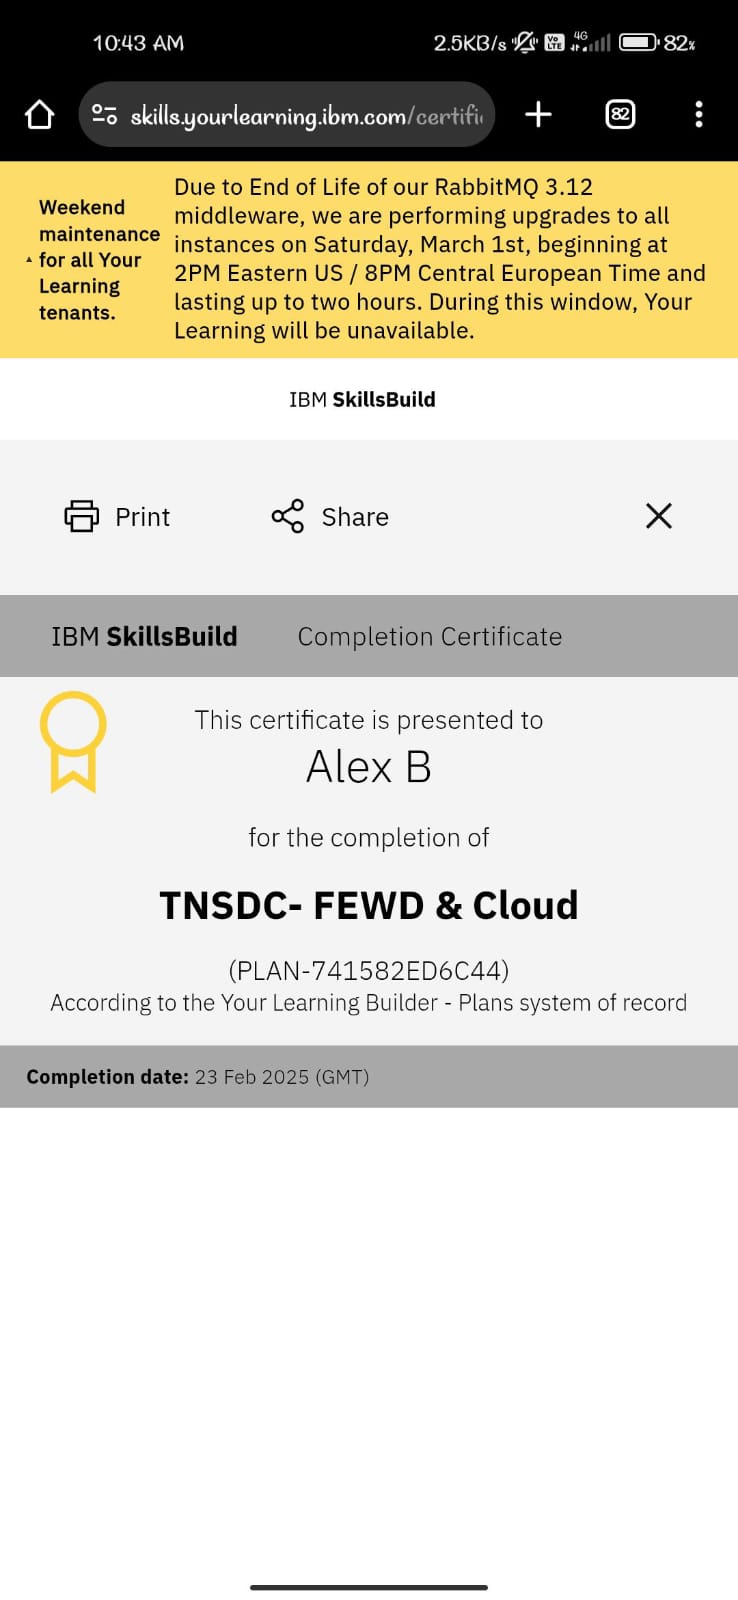 10:43 AM
2.5KB/s
Vo
LTE
4G
82%
skills.yourlearning.ibm.com/certifi
82
Weekend
maintenance
for all Your
Learning
tenants.
Due to End of Life of our RabbitMQ 3.12
middleware, we are performing upgrades to all
instances on Saturday, March 1st, beginning at
2PM Eastern US / 8PM Central European Time and
lasting up to two hours. During this window, Your
Learning will be unavailable.
IBM SkillsBuild
Print
Share
IBM SkillsBuild
Completion Certificate
This certificate is presented to
Alex B
for the completion of
TNSDC- FEWD & Cloud
(PLAN-741582ED6C44)
According to the Your Learning Builder - Plans system of record
Completion date: 23 Feb 2025 (GMT)